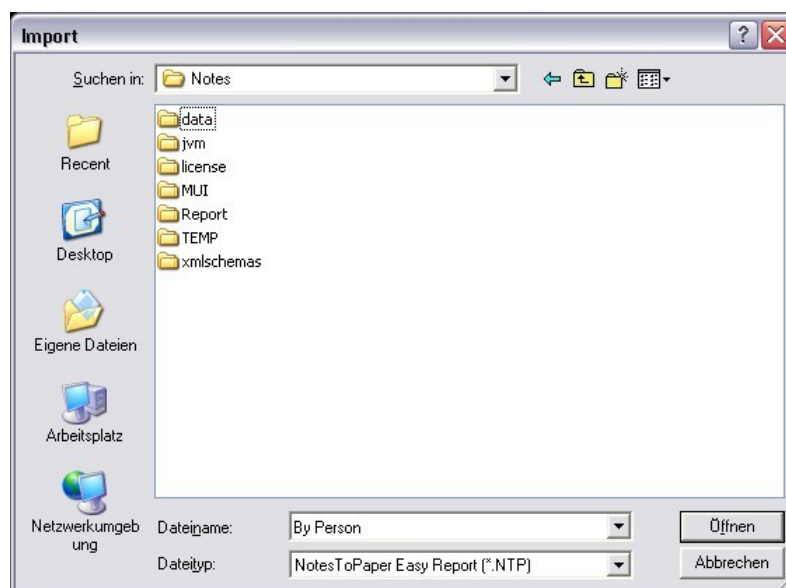 Import
Suchen in:
Notes
Recent
Desktop
Eigene Dateien
Arbeitsplatz
Netzwerkumgeb
ung
data
jvm
license
MUI
Report
TEMP
xmlschemas
Dateiname:
By Person
Öffnen
Dateityp:
NotesToPaper Easy Report (*.NTP)
Abbrechen